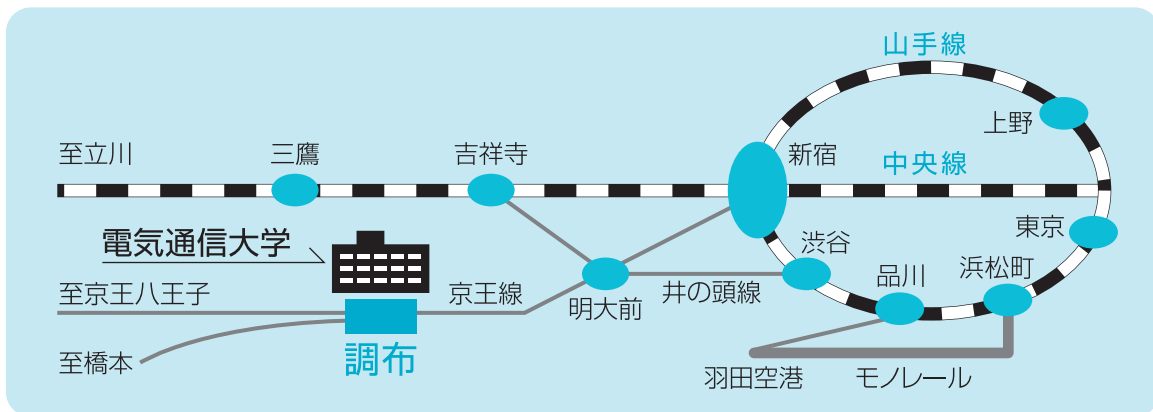 山手線
上野
至立川
三鷹
吉祥寺
新宿
中央線
電気通信大学
東京
渋谷
品川
浜松町
至京王八王子
京王線
明大前
井の頭線
至橋本
調布
羽田空港
モノレール